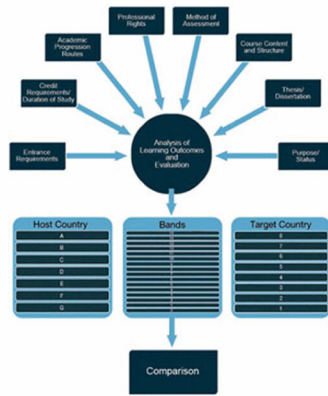 Professional
Rights
Method of
Assessment
Academic
Progression
Routes
Course Content
and Structure
Credit
Requirements/
Duration of Study
Thesis/
Dissertation
Entrance
Requirements
Analysis of
Learning Outcomes
and
Evaluation
Purpose/
Status
Host Country
A
B
C
D
E
F
G
Bands
Target Country
8
7
6
5
4
3
2
1
Comparison